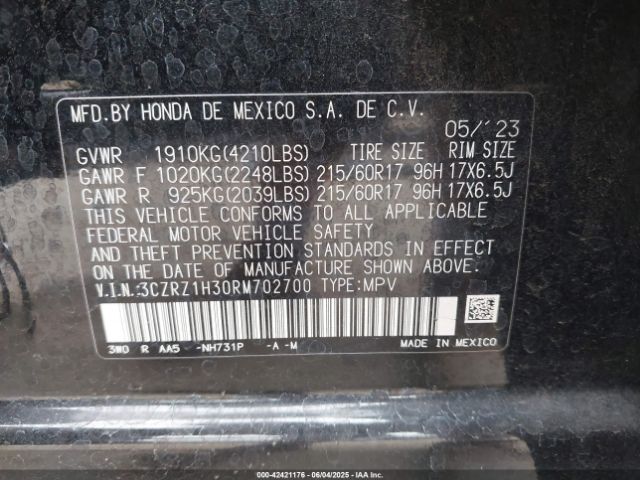 MFD.BY HONDA DE MEXICO S.A. DE C.V.
05/'23
GVWR 1910KG(4210LBS) TIRE SIZE RIM SIZE
GAWR F 1020KG(2248LBS) 215/60R17 96H 17X6.5J
GAWR R 925KG(2039LBS) 215/60R17 96H 17X6.5J
THIS VEHICLE CONFORMS TO ALL APPLICABLE
FEDERAL MOTOR VEHICLE SAFETY
AND THEFT PREVENTION STANDARDS IN EFFECT
ON THE DATE OF MANUFACTURE SHOWN ABOVE.
V.I.N.:3CZRZ1H30RM702700 TYPE:MPV
3W0 R AA5 -NH731P -A -M MADE IN MEXICO
000-42421176 - 06/04/2025 - IAAI.COM